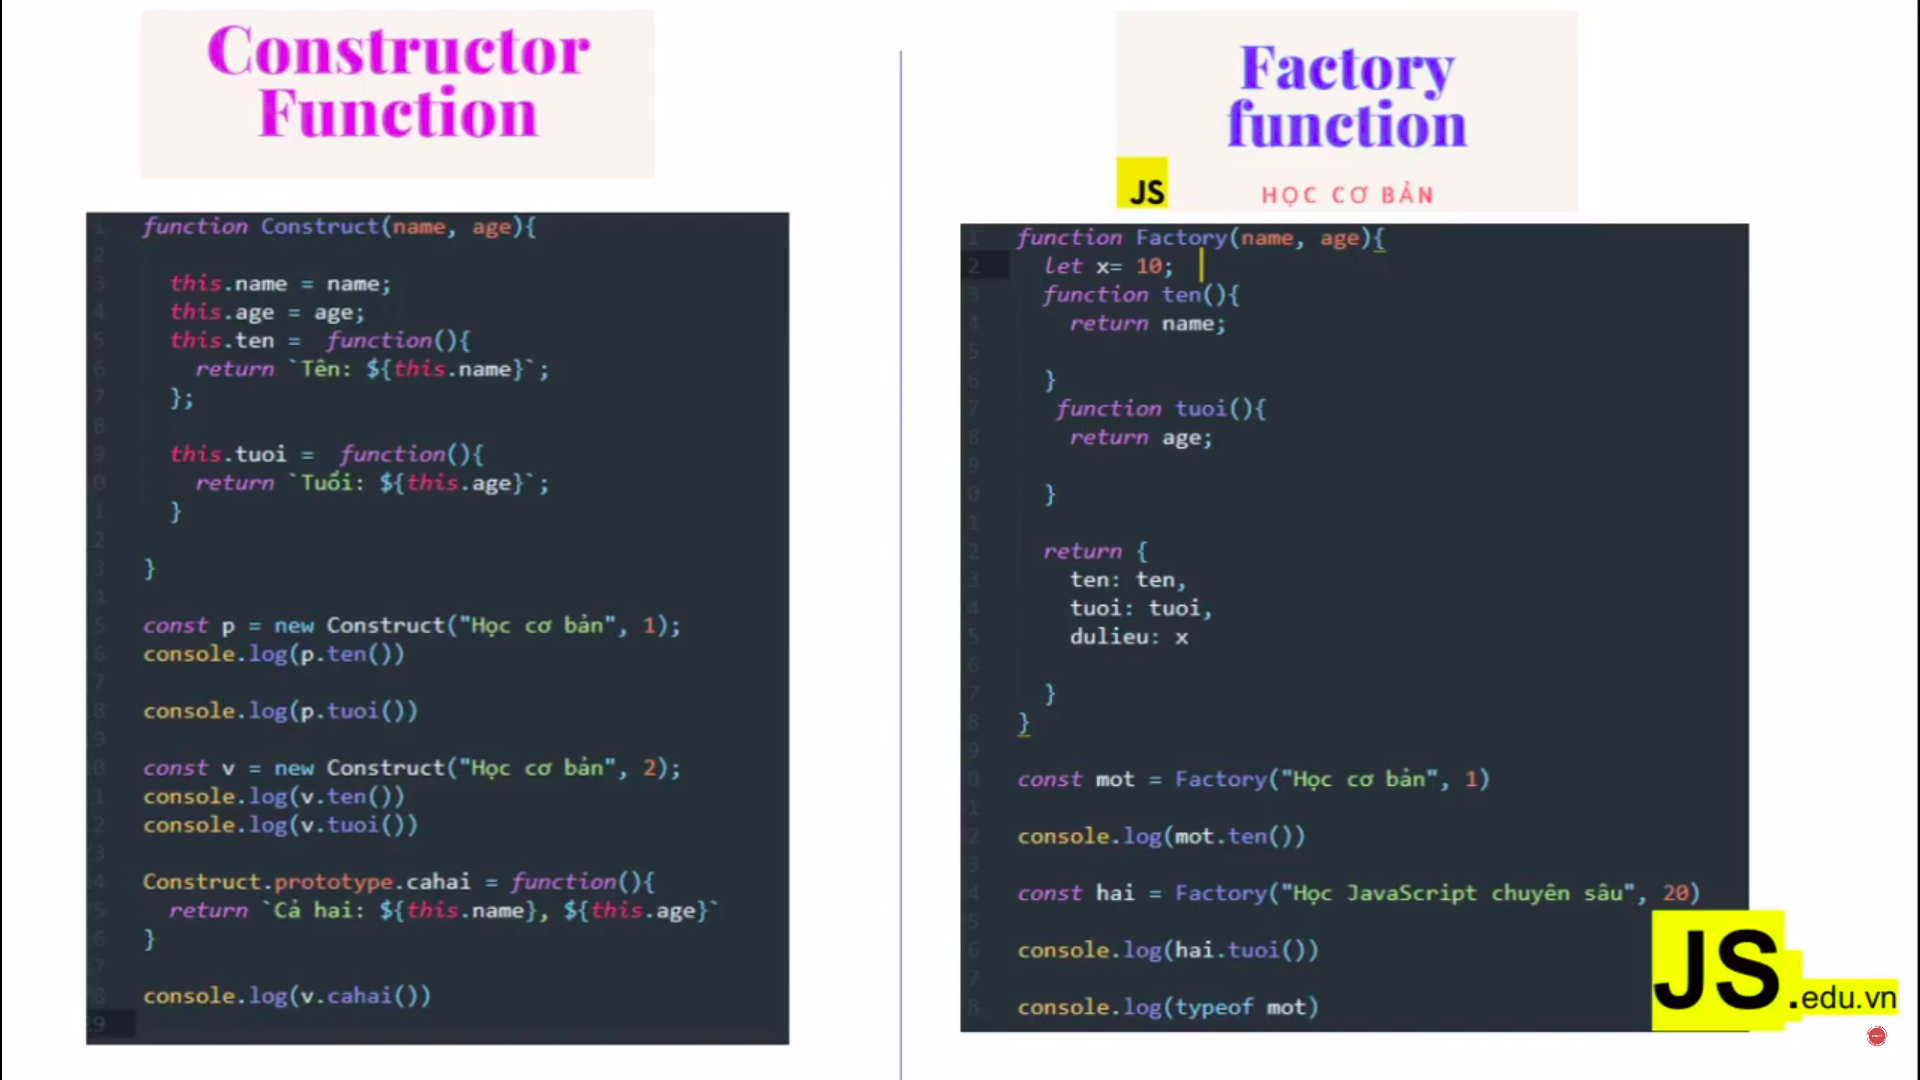 Constructor
Function
function Construct(name, age){
this.name = name;
this.age = age;
this.ten =  function(){
return `Tên: ${this.name}`;
};
this.tuoi =  function(){
return `Tuổi: ${this.age}`;
}
}
const p = new Construct("Học cơ bản", 1);
console.log(p.ten())
console.log(p.tuoi())
const v = new Construct("Học cơ bản", 2);
console.log(v.ten())
console.log(v.tuoi())
Construct.prototype.cahai = function(){
return `Cả hai: ${this.name}, ${this.age}`
}
console.log(v.cahai())
Factory
function
JS
HỌC CƠ BẢN
function Factory(name, age){
let x= 10;
function ten(){
return name;
}
function tuoi(){
return age;
}
return {
ten: ten,
tuoi: tuoi,
dulieu: x
}
}
const mot = Factory("Học cơ bản", 1)
console.log(mot.ten())
const hai = Factory("Học JavaScript chuyên sâu", 20)
console.log(hai.tuoi())
console.log(typeof mot)
JS.edu.vn